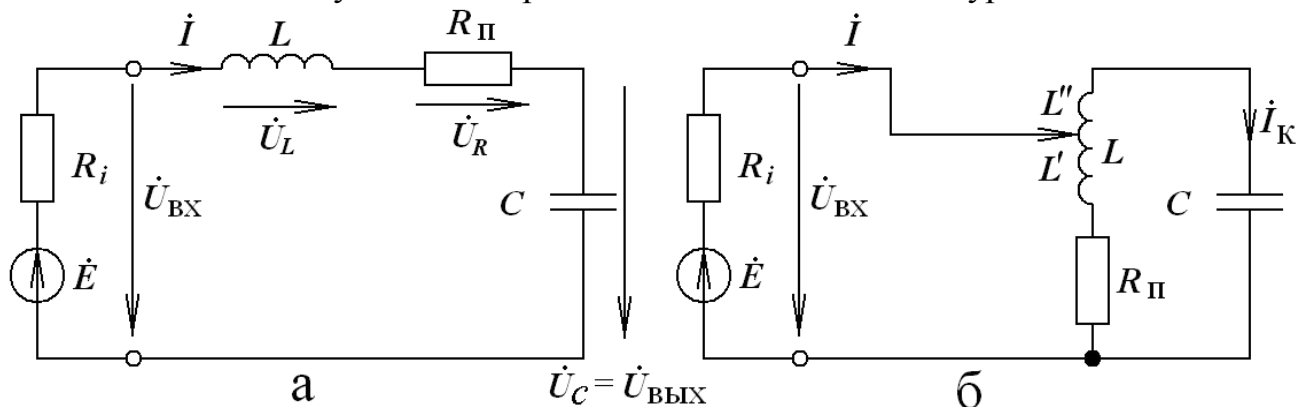 İ L R_П
U̇_L U̇_R
R_i U̇_ВХ C
Ė
а
U̇_C = U̇_ВЫХ
İ
L" L' L
İ_К
R_i U̇_ВХ C
Ė R_П
б